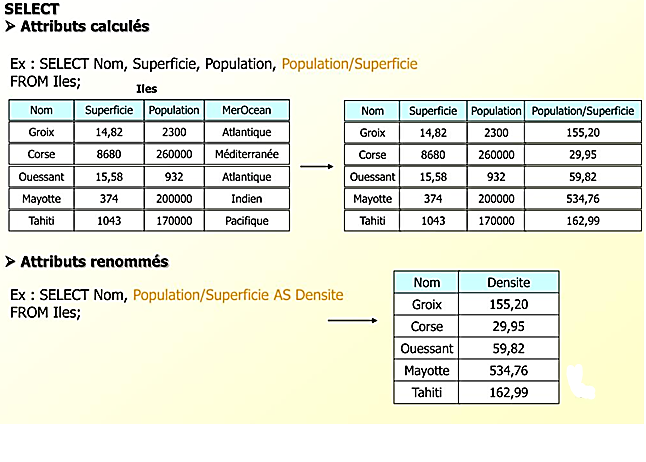 SELECT
➢ Attributs calculés
Ex : SELECT Nom, Superficie, Population, Population/Superficie
FROM Iles;
Iles
Nom Superficie Population MerOcean
Groix 14,82 2300 Atlantique
Corse 8680 260000 Méditerranée
Ouessant 15,58 932 Atlantique
Mayotte 374 200000 Indien
Tahiti 1043 170000 Pacifique
Nom Superficie Population Population/Superficie
Groix 14,82 2300 155,20
Corse 8680 260000 29,95
Ouessant 15,58 932 59,82
Mayotte 374 200000 534,76
Tahiti 1043 170000 162,99
➢ Attributs renommés
Ex : SELECT Nom, Population/Superficie AS Densite
FROM Iles;
Nom Densite
Groix 155,20
Corse 29,95
Ouessant 59,82
Mayotte 534,76
Tahiti 162,99